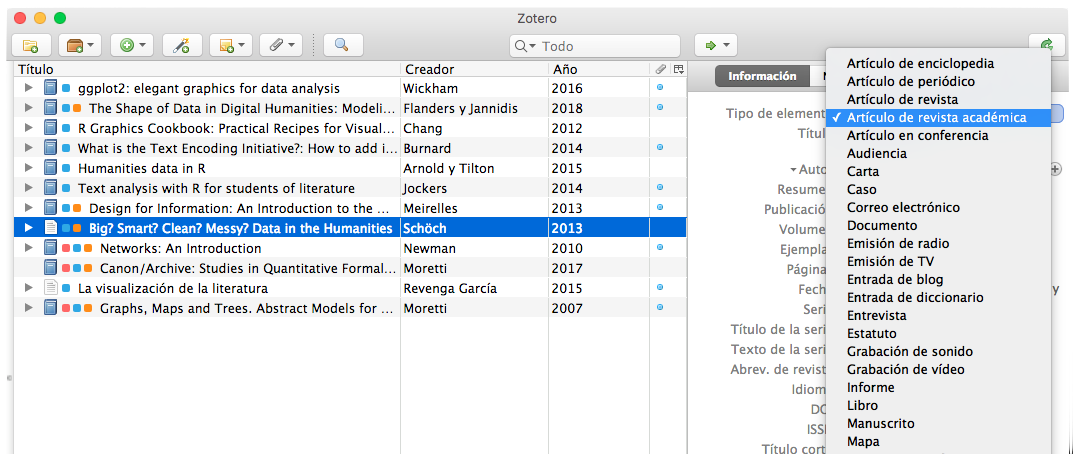 Zotero
Todo
Título Creador Año
ggplot2: elegant graphics for data analysis Wickham 2016
The Shape of Data in Digital Humanities: Modeli... Flanders y Jannidis 2018
R Graphics Cookbook: Practical Recipes for Visual... Chang 2012
What is the Text Encoding Initiative?: How to add i... Burnard 2014
Humanities data in R Arnold y Tilton 2015
Text analysis with R for students of literature Jockers 2014
Design for Information: An Introduction to the ... Meirelles 2013
Big? Smart? Clean? Messy? Data in the Humanities Schöch 2013
Networks: An Introduction Newman 2010
Canon/Archive: Studies in Quantitative Formal... Moretti 2017
La visualización de la literatura Revenga García 2015
Graphs, Maps and Trees. Abstract Models for ... Moretti 2007
Información
Tipo de element
Títul
Auto
Resume
Publicació
Volume
Ejempla
Página
Fech
y
Seri
Título de la seri
Texto de la seri
Abrev. de revist
Idiom
DO
ISS
Título cort
Artículo de enciclopedia
Artículo de periódico
Artículo de revista
✓ Artículo de revista académica
Artículo en conferencia
Audiencia
Carta
Caso
Correo electrónico
Documento
Emisión de radio
Emisión de TV
Entrada de blog
Entrada de diccionario
Entrevista
Estatuto
Grabación de sonido
Grabación de vídeo
Informe
Libro
Manuscrito
Mapa